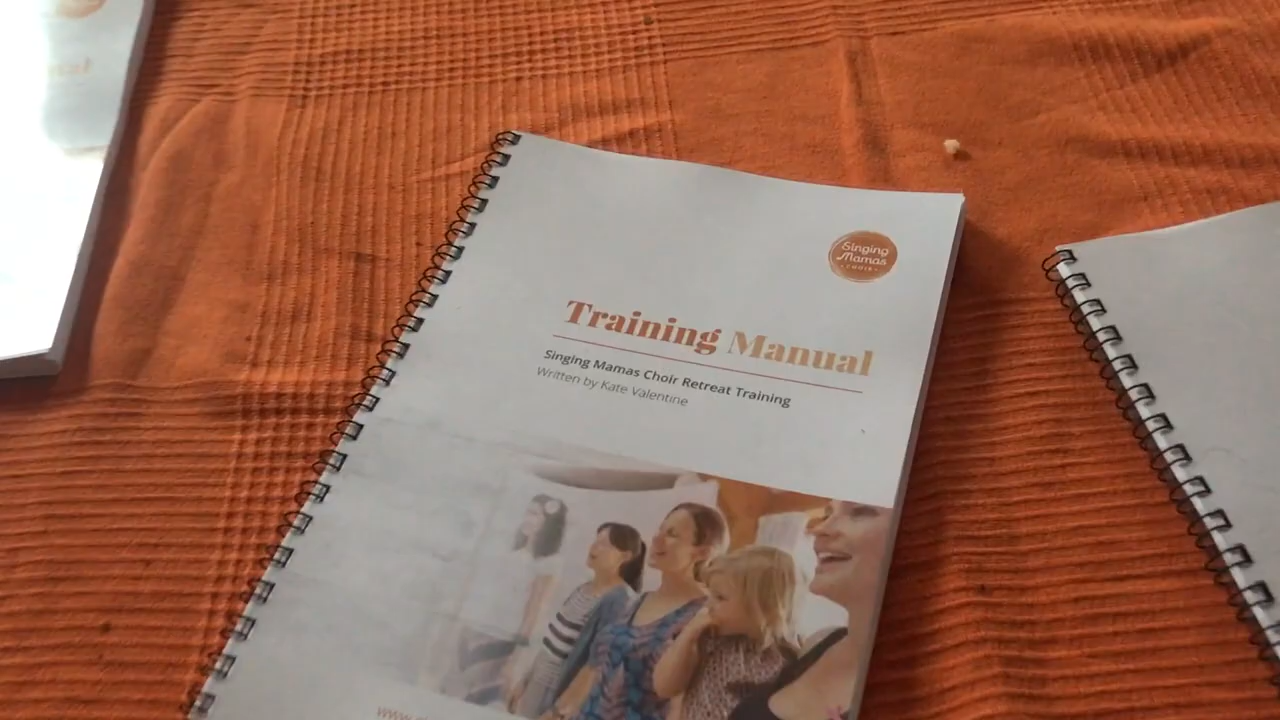 Singing
Mamas
CHOIR
Training Manual
Singing Mamas Choir Retreat Training
Written by Kate Valentine